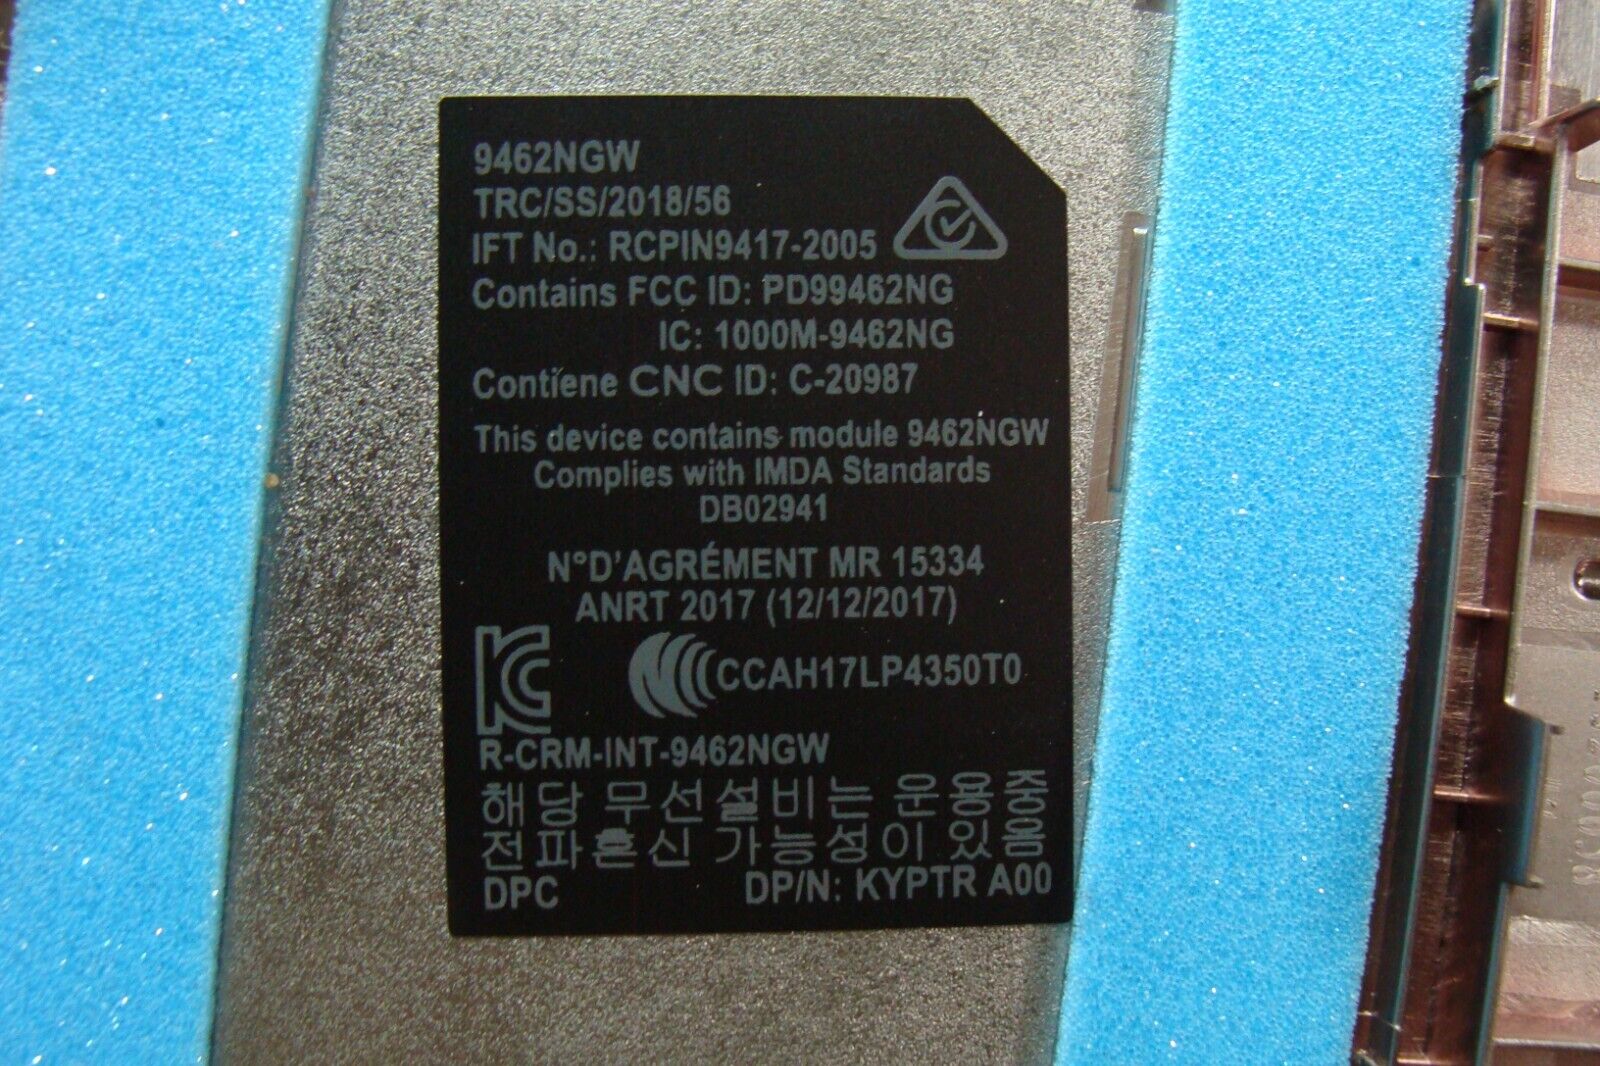 9462NGW
TRC/SS/2018/56
IFT No.: RCPIN9417-2005
Contains FCC ID: PD99462NG
IC: 1000M-9462NG
Contiene CNC ID: C-20987
This device contains module 9462NGW
Complies with IMDA Standards
DB02941
N°D'AGRÉMENT MR 15334
ANRT 2017 (12/12/2017)
CCAH17LP4350T0
R-CRM-INT-9462NGW
해당 무선설비는 운용중
전파혼신 가능성이 있음
DPC DP/N: KYPTR A00